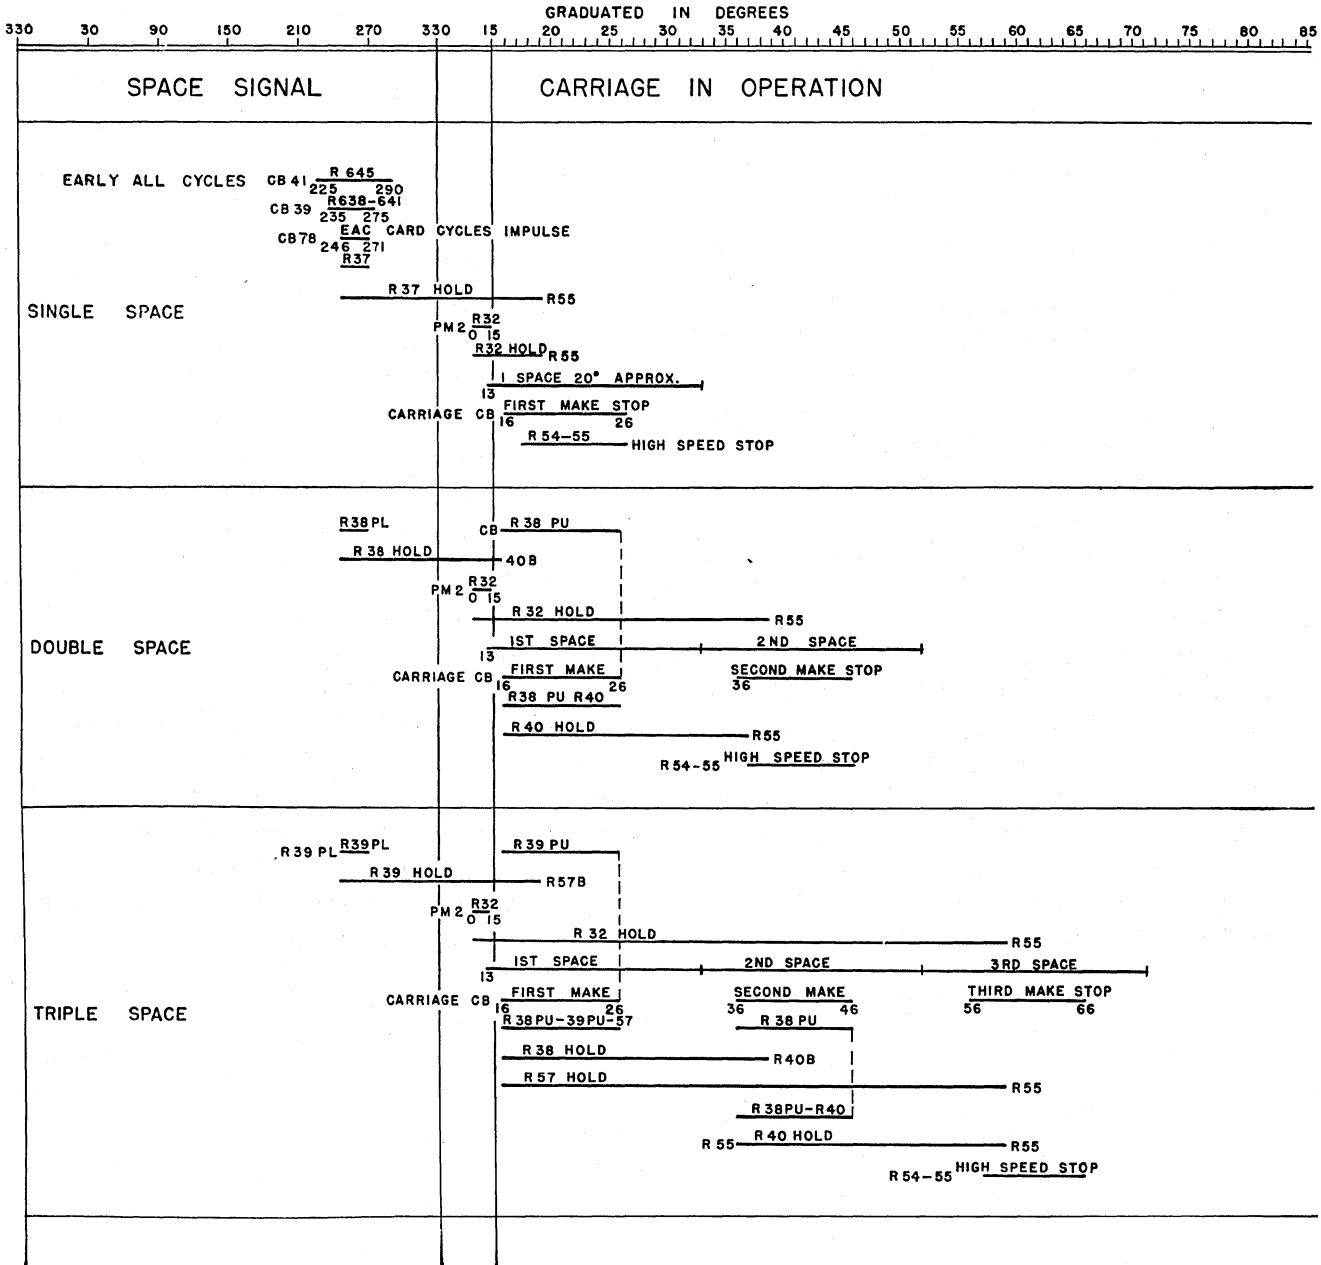 GRADUATED IN DEGREES
330 30 90 150 210 270 330 15 20 25 30 35 40 45 50 55 60 65 70 75 80 85
SPACE SIGNAL CARRIAGE IN OPERATION
EARLY ALL CYCLES CB 41 R 645
225 290
CB 39 R638-641
235 275
CB 78 EAC CARD CYCLES IMPULSE
246 271
R37
R 37 HOLD R55
SINGLE SPACE
PM 2 R32
0 15
R32 HOLD R55
1 SPACE 20° APPROX.
13
CARRIAGE CB FIRST MAKE STOP
16 26
R 54-55 HIGH SPEED STOP
R38 PL CB R 38 PU
R 38 HOLD 40B
PM 2 R32
0 15
R 32 HOLD R55
DOUBLE SPACE 1ST SPACE 2ND SPACE
13
CARRIAGE CB FIRST MAKE SECOND MAKE STOP
16 26 36
R38 PU R40
R 40 HOLD R55
R54-55 HIGH SPEED STOP
R 39 PL R39PL R 39 PU
R 39 HOLD R57B
PM 2 R32
0 15
R 32 HOLD R55
1ST SPACE 2ND SPACE 3RD SPACE
13
CARRIAGE CB FIRST MAKE SECOND MAKE THIRD MAKE STOP
16 26 36 46 56 66
TRIPLE SPACE R 38PU-39PU-57 R 38 PU
R 38 HOLD R40B
R 57 HOLD R55
R 38PU-R40
R 55 R 40 HOLD R55
R 54-55 HIGH SPEED STOP